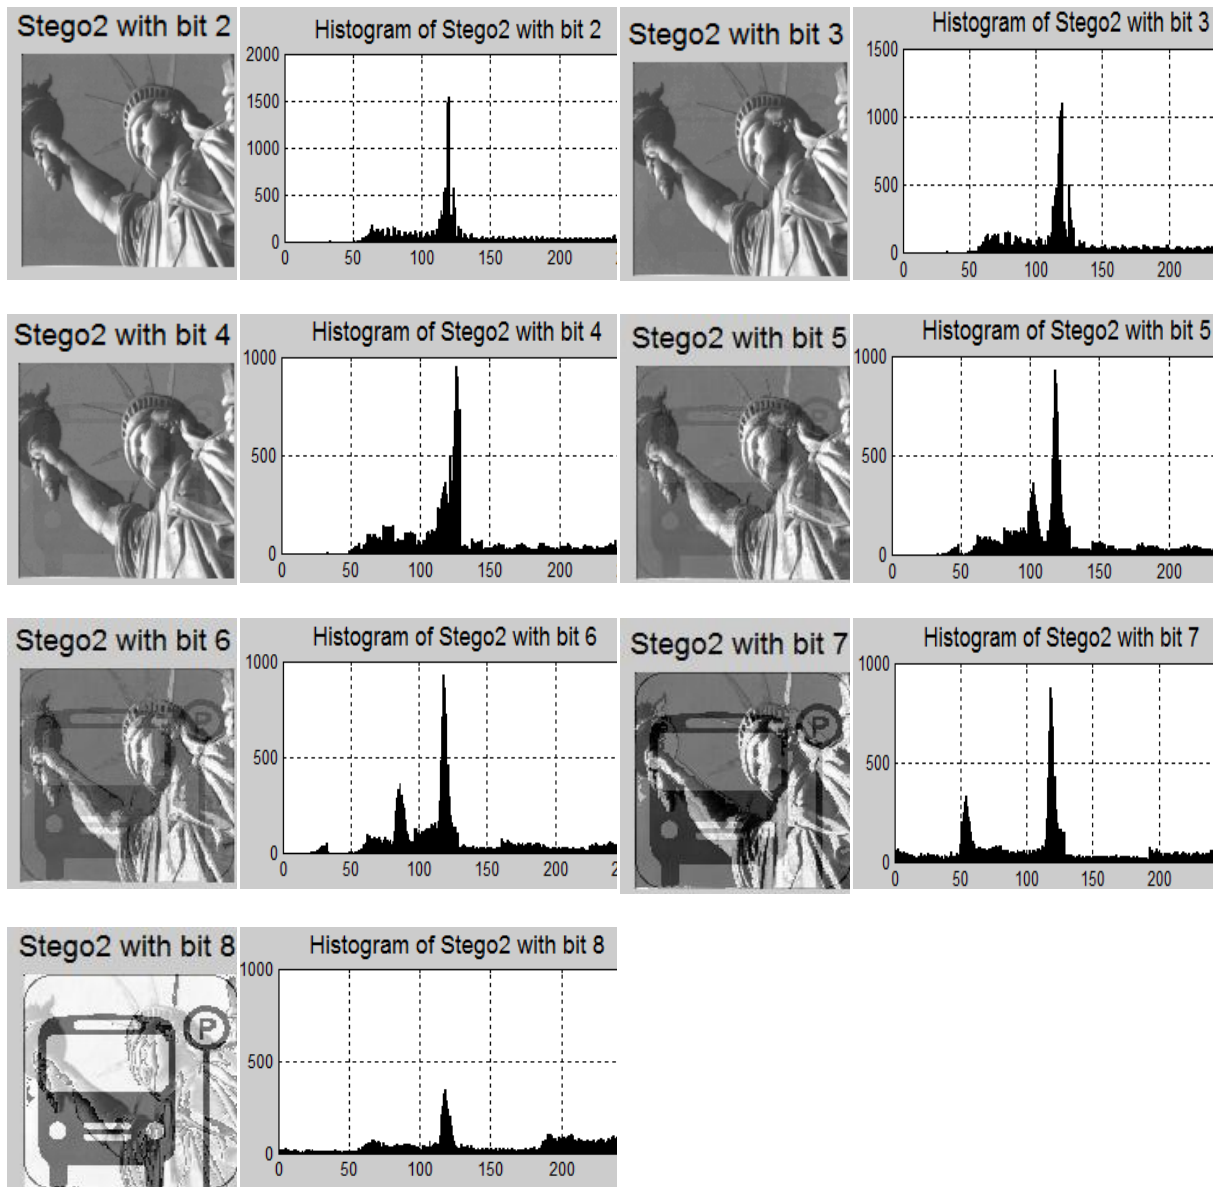 Stego2 with bit 2
Histogram of Stego2 with bit 2
2000
1500
1000
500
0
0 50 100 150 200
Stego2 with bit 3
Histogram of Stego2 with bit 3
1500
1000
500
0
0 50 100 150 200
Stego2 with bit 4
Histogram of Stego2 with bit 4
1000
500
0
0 50 100 150 200
Stego2 with bit 5
Histogram of Stego2 with bit 5
1000
500
0
0 50 100 150 200
Stego2 with bit 6
P
Histogram of Stego2 with bit 6
1000
500
0
0 50 100 150 200
Stego2 with bit 7
P
Histogram of Stego2 with bit 7
1000
500
0
0 50 100 150 200
Stego2 with bit 8
P
Histogram of Stego2 with bit 8
1000
500
0
0 50 100 150 200